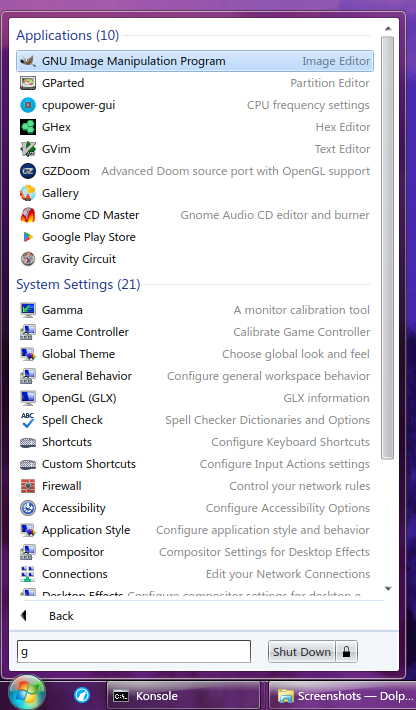 Applications (10)
GNU Image Manipulation Program Image Editor
GParted Partition Editor
cpupower-gui CPU frequency settings
GHex Hex Editor
GVim Text Editor
GZDoom Advanced Doom source port with OpenGL support
Gallery
Gnome CD Master Gnome Audio CD editor and burner
Google Play Store
Gravity Circuit
System Settings (21)
Gamma A monitor calibration tool
Game Controller Calibrate Game Controller
Global Theme Choose global look and feel
General Behavior Configure general workspace behavior
OpenGL (GLX) GLX information
ABC Spell Check Spell Checker Dictionaries and Options
Shortcuts Configure Keyboard Shortcuts
Custom Shortcuts Configure Input Actions settings
Firewall Control your network rules
Accessibility Configure Accessibility Options
Application Style Configure application style and behavior
Compositor Compositor Settings for Desktop Effects
Connections Edit your Network Connections
Desktop Effects Configure compositor settings for desktop e...
Back
g Shut Down
C:\. Konsole Screenshots — Dolp...